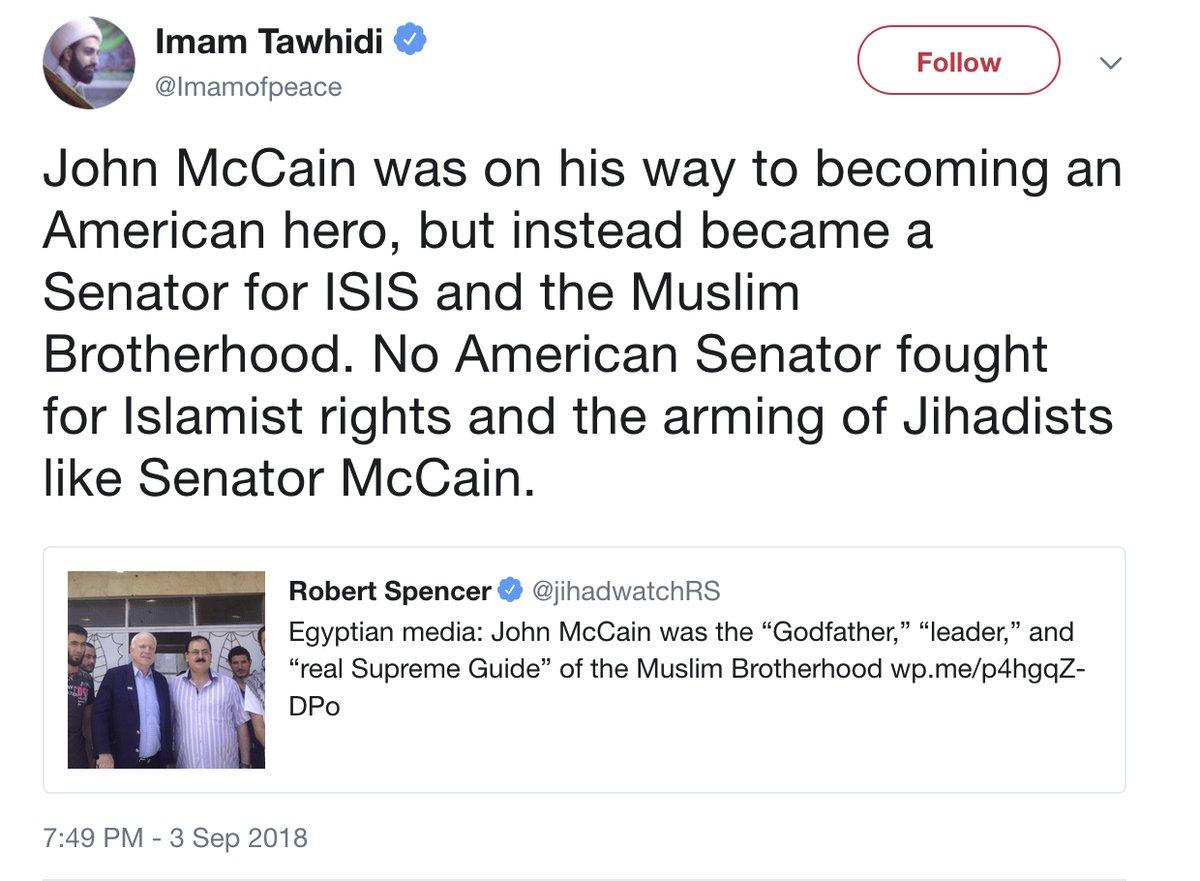 Imam Tawhidi
@Imamofpeace
Follow
John McCain was on his way to becoming an
American hero, but instead became a
Senator for ISIS and the Muslim
Brotherhood. No American Senator fought
for Islamist rights and the arming of Jihadists
like Senator McCain.
Robert Spencer @jihadwatchRS
Egyptian media: John McCain was the “Godfather,” “leader,” and
“real Supreme Guide” of the Muslim Brotherhood wp.me/p4hgqZ-
DPo
7:49 PM - 3 Sep 2018